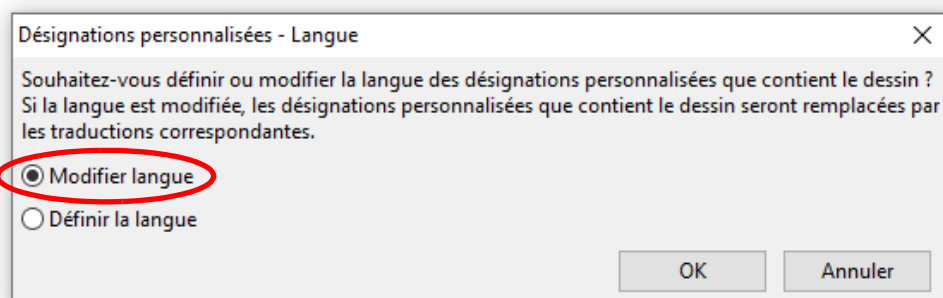 Désignations personnalisées - Langue
Souhaitez-vous définir ou modifier la langue des désignations personnalisées que contient le dessin ?
Si la langue est modifiée, les désignations personnalisées que contient le dessin seront remplacées par
les traductions correspondantes.
Modifier langue
Définir la langue
OK Annuler